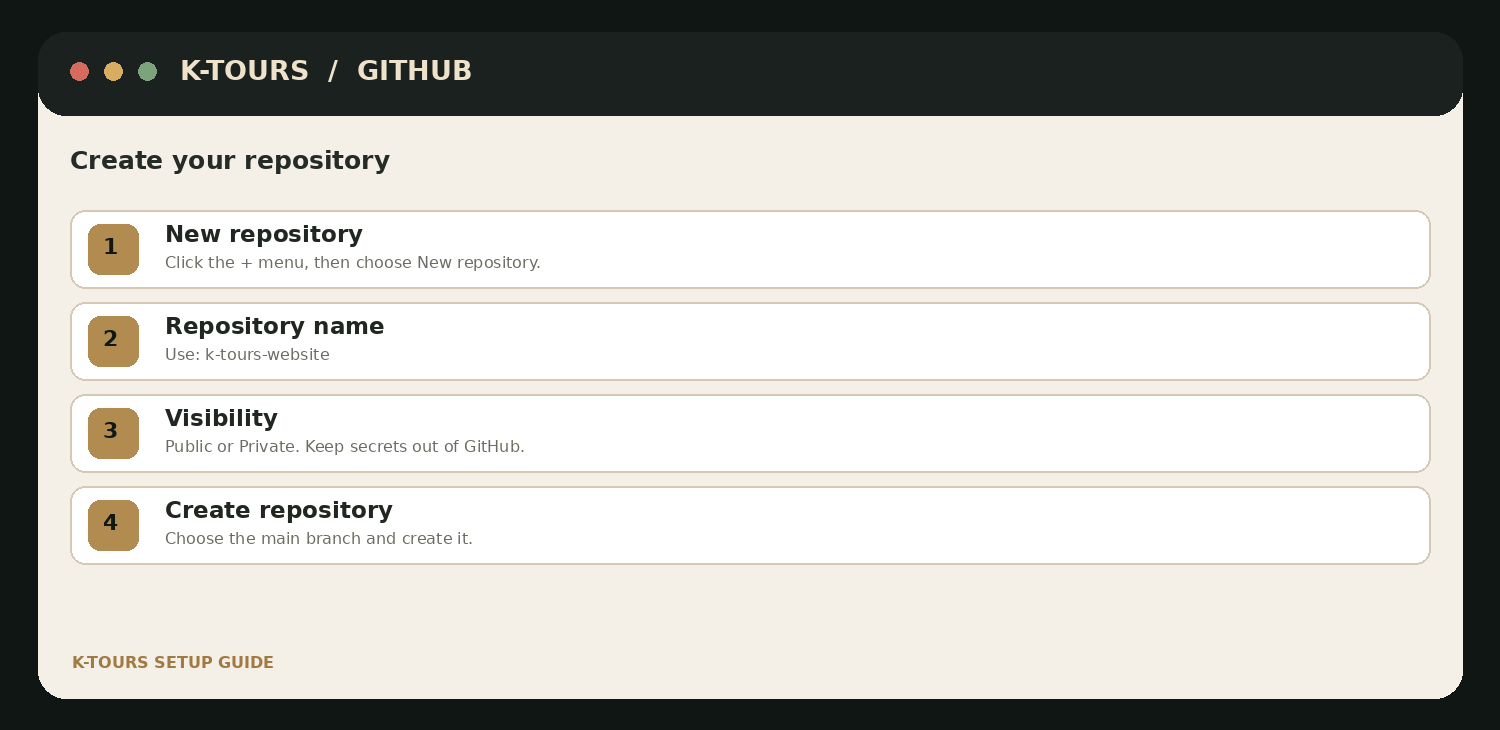 K-TOURS / GITHUB
Create your repository
1
New repository
Click the + menu, then choose New repository.
2
Repository name
Use: k-tours-website
3
Visibility
Public or Private. Keep secrets out of GitHub.
4
Create repository
Choose the main branch and create it.
K-TOURS SETUP GUIDE